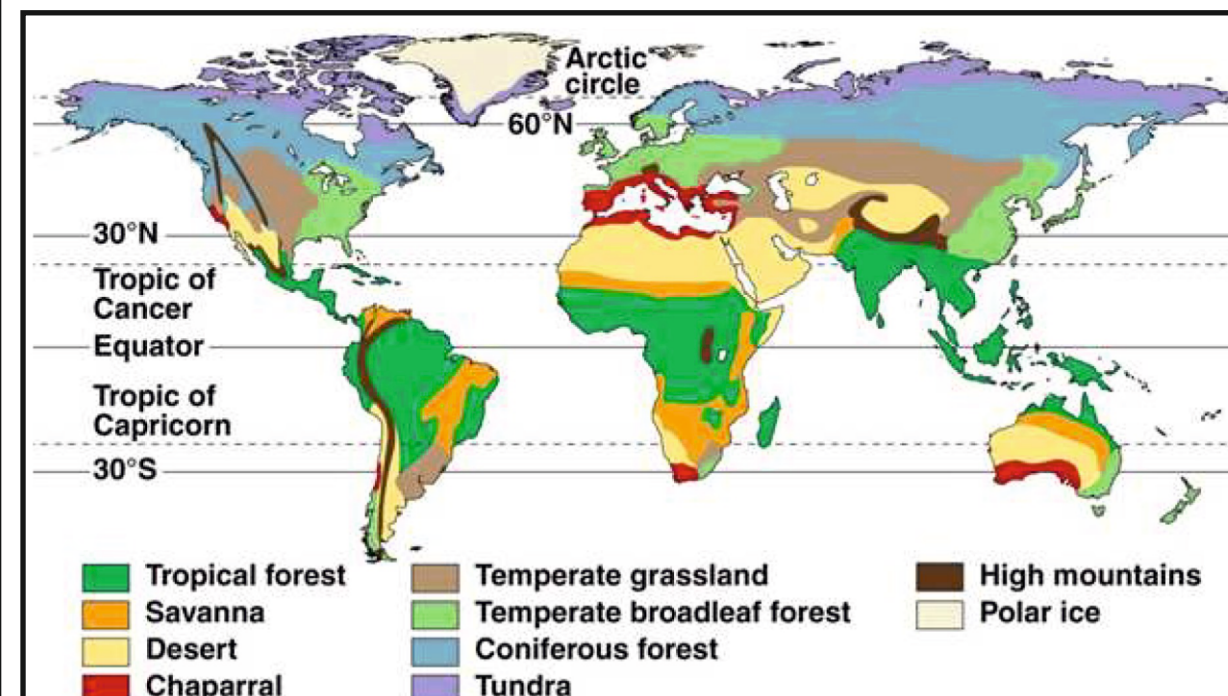 Arctic
circle
60°N
30°N
Tropic of
Cancer
Equator
Tropic of
Capricorn
30°S
Tropical forest
Savanna
Desert
Chaparral
Temperate grassland
Temperate broadleaf forest
Coniferous forest
Tundra
High mountains
Polar ice